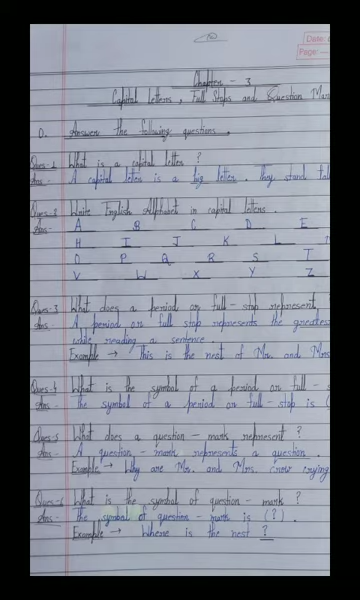 Date:
Page:
Chapter - 3
Capital letters, Full Stops and Question Mar
D. Answer the following questions.
Ques-1 What is a capital letter ?
Ans- A capital letter is a big letter. They stand tal
Ques-2 Write English Alphabet in capital letters.
Ans- A B C D E
H I J K L
O P Q R S T
V W X Y Z
Ques-3 What does a period or full-stop represent,
Ans- A period or full stop represents the greates
while reading a sentence
Example → This is the nest of Mr. and Mrs
Ques-4 What is the symbol of a period or full-s
Ans- the symbol of a period or full-stop is (
Ques-5 What does a question-mark represent ?
Ans- A question-mark represents a question.
Example → Why are Mr. and Mrs. Crow crying
Ques-6 What is the symbol of question-mark ?
Ans- the symbol of question-mark is (?).
Example → Where is the nest ?